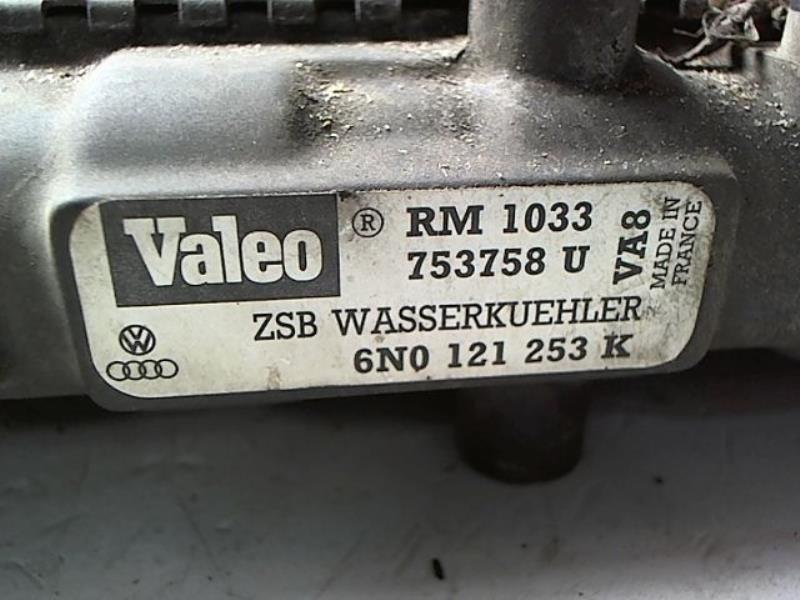 Valeo ® RM 1033
753758 U
VA8
MADE IN
FRANCE
ZSB WASSERKUEHLER
6N0 121 253 K